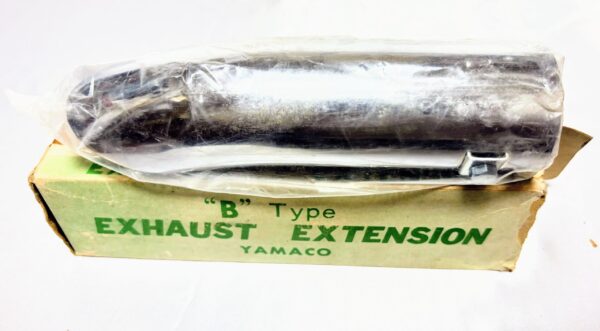 "B" Type
EXHAUST EXTENSION
YAMACO